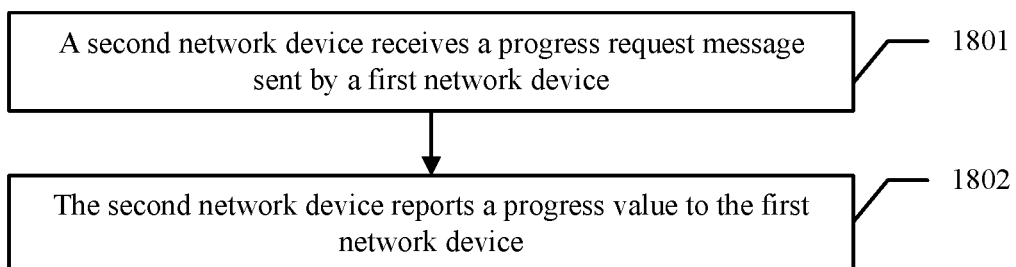 A second network device receives a progress request message
sent by a first network device
1801
The second network device reports a progress value to the first
network device
1802